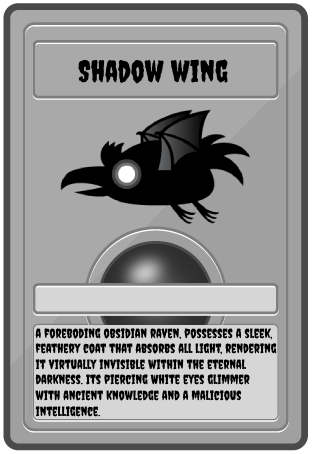 SHADOW WING
A FOREBODING OBSIDIAN RAVEN, POSSESSES A SLEEK,
FEATHERY COAT THAT ABSORBS ALL LIGHT, RENDERING
IT VIRTUALLY INVISIBLE WITHIN THE ETERNAL
DARKNESS. ITS PIERCING WHITE EYES GLIMMER
WITH ANCIENT KNOWLEDGE AND A MALICIOUS
INTELLIGENCE.